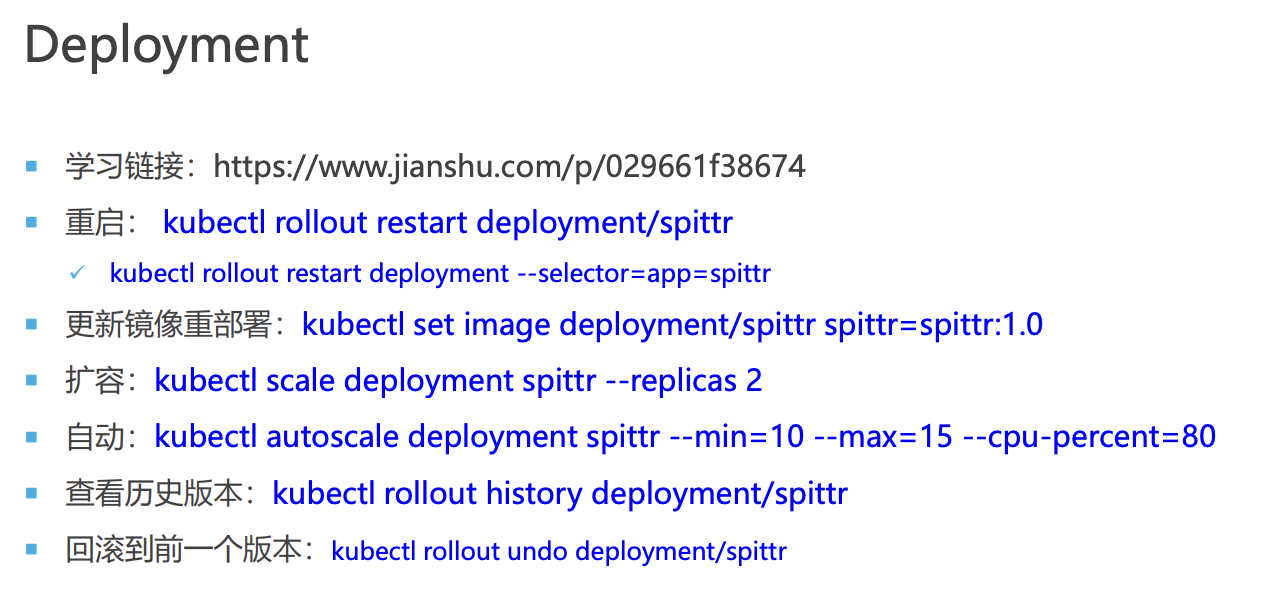 Deployment
学习链接：https://www.jianshu.com/p/029661f38674
重启： kubectl rollout restart deployment/spittr
kubectl rollout restart deployment --selector=app=spittr
更新镜像重部署：kubectl set image deployment/spittr spittr=spittr:1.0
扩容：kubectl scale deployment spittr --replicas 2
自动：kubectl autoscale deployment spittr --min=10 --max=15 --cpu-percent=80
查看历史版本：kubectl rollout history deployment/spittr
回滚到前一个版本：kubectl rollout undo deployment/spittr